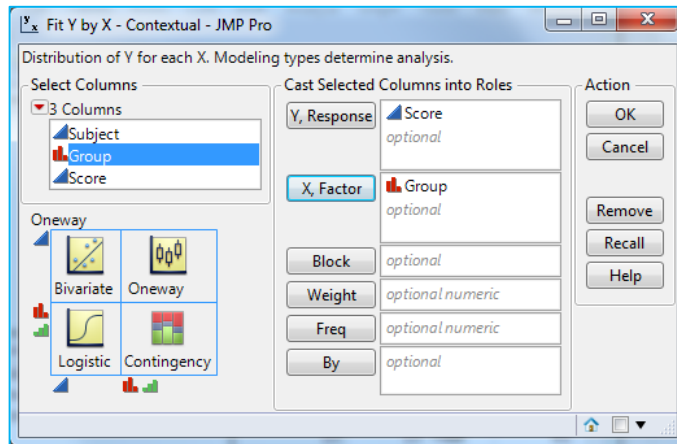 Fit Y by X - Contextual - JMP Pro
Distribution of Y for each X. Modeling types determine analysis.
Select Columns
3 Columns
Subject
Group
Score
Oneway
Bivariate Oneway
Logistic Contingency
Cast Selected Columns into Roles
Y, Response
Score
optional
X, Factor
Group
optional
Block
optional
Weight
optional numeric
Freq
optional numeric
By
optional
Action
OK
Cancel
Remove
Recall
Help